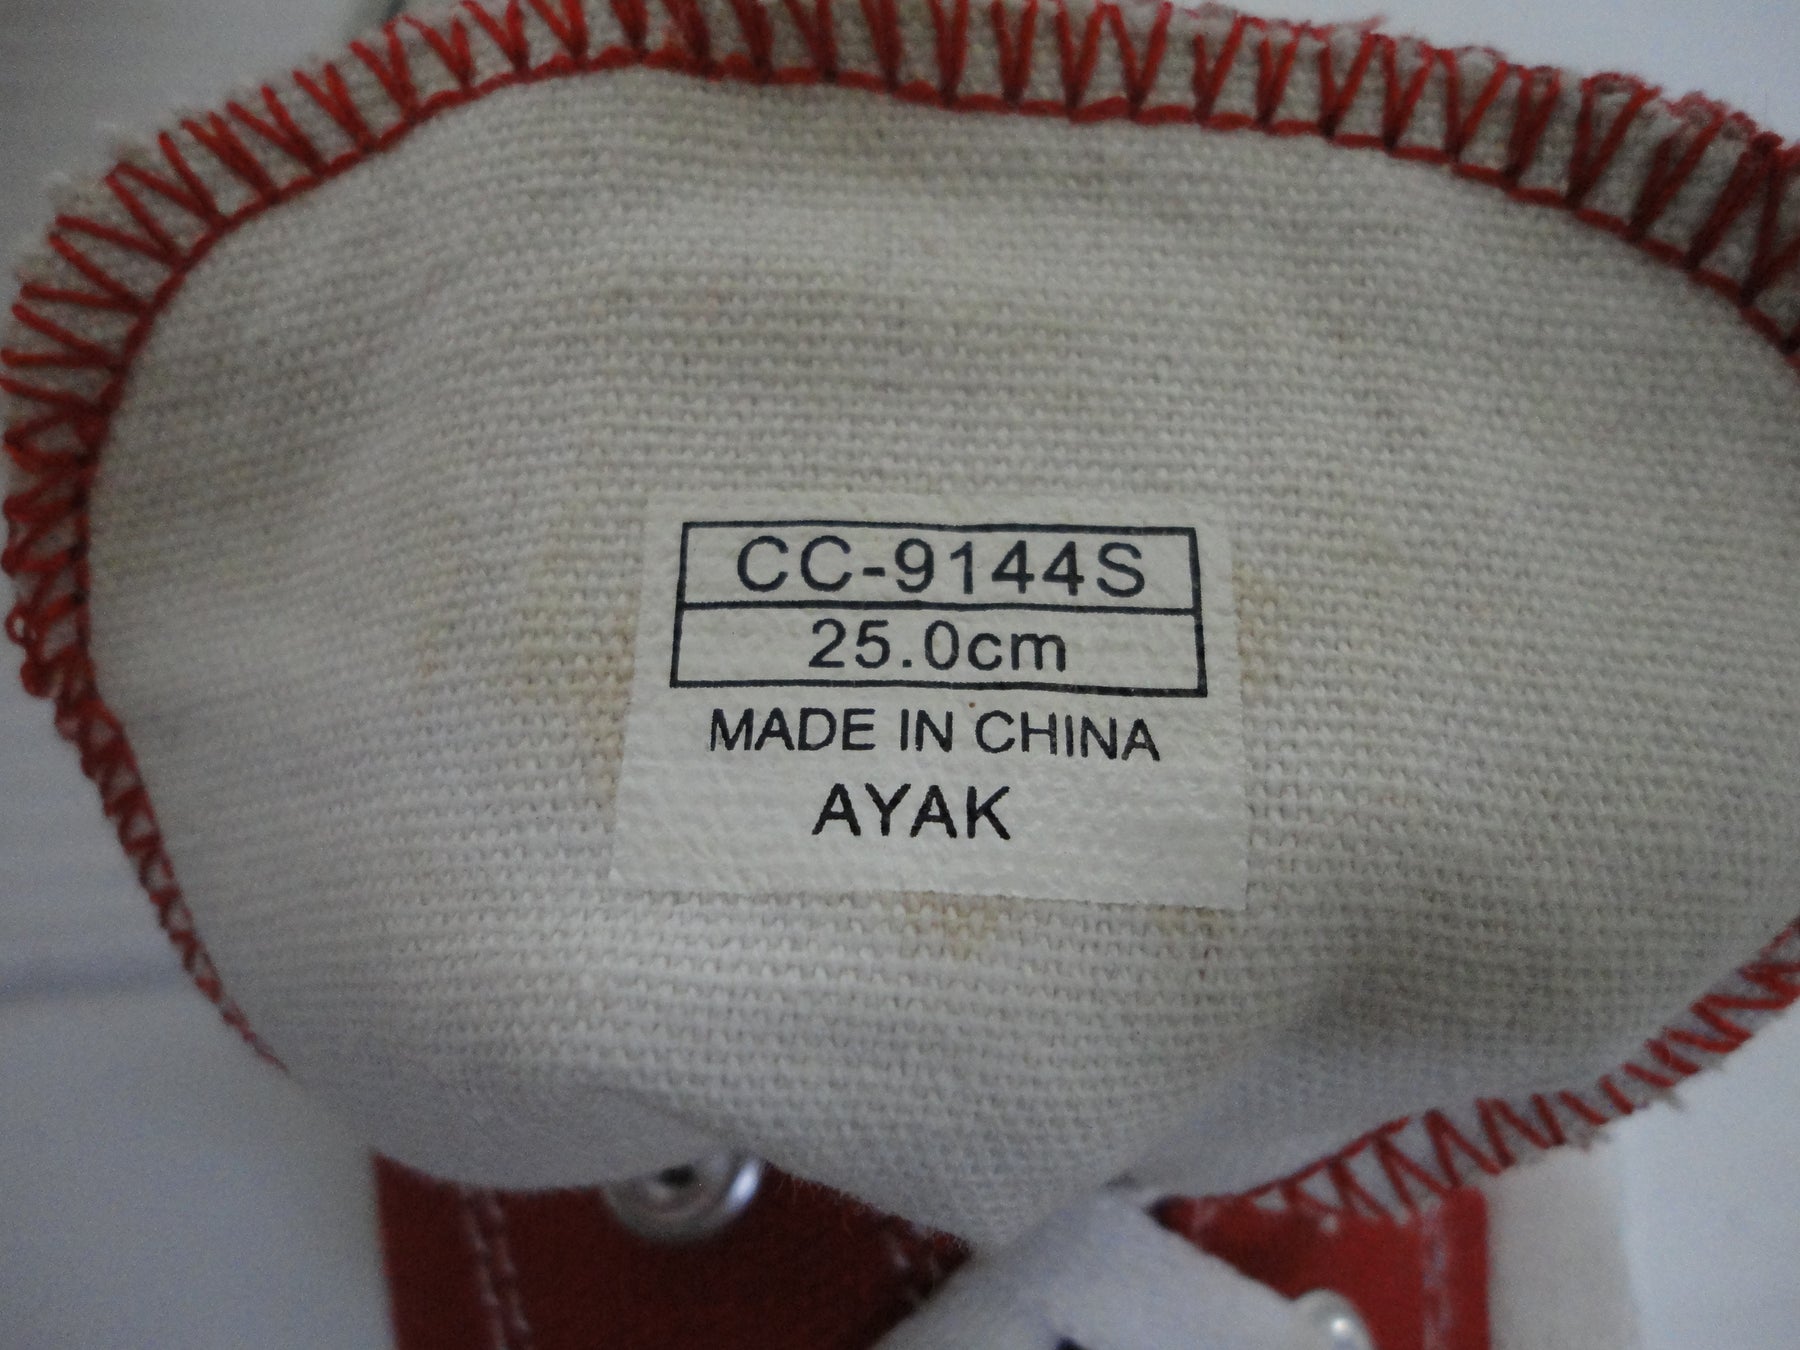 CC-9144S
25.0cm
MADE IN CHINA
AYAK